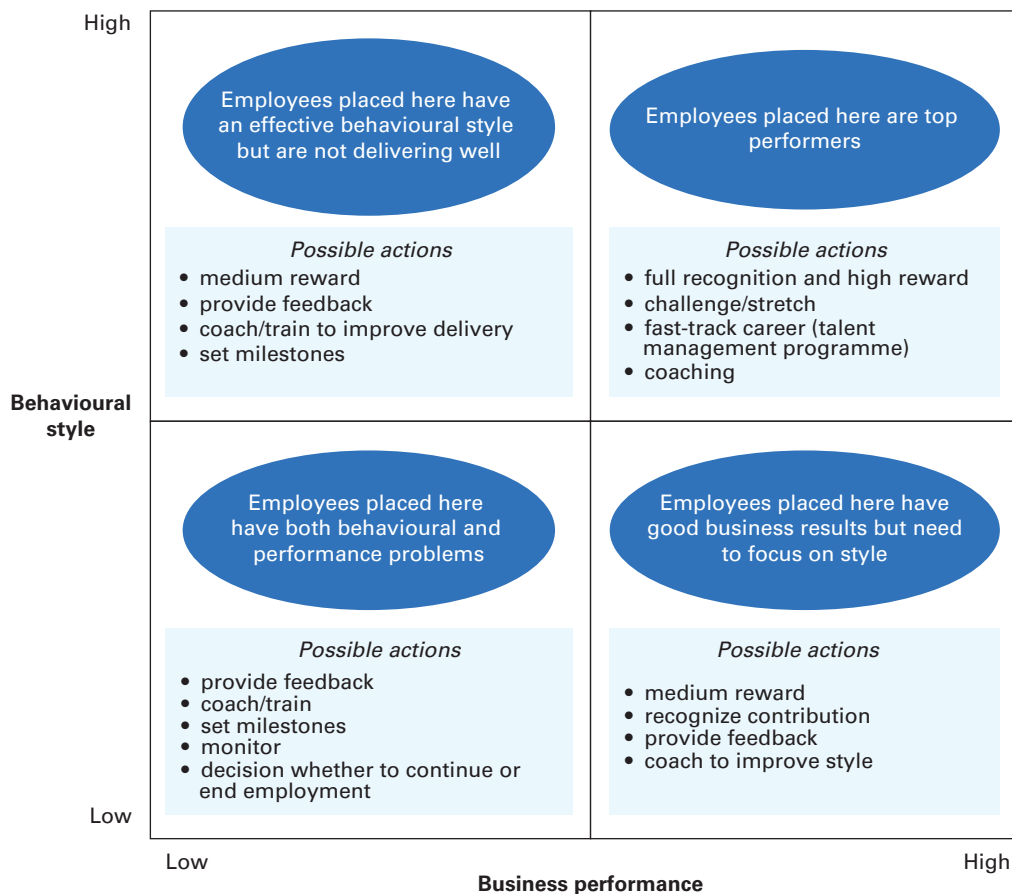 High
Employees placed here have
an effective behavioural style
but are not delivering well
Possible actions
• medium reward
• provide feedback
• coach/train to improve delivery
• set milestones
Employees placed here are top
performers
Possible actions
• full recognition and high reward
• challenge/stretch
• fast-track career (talent
management programme)
• coaching
Behavioural
style
Employees placed here
have both behavioural and
performance problems
Possible actions
• provide feedback
• coach/train
• set milestones
• monitor
• decision whether to continue or
end employment
Employees placed here have
good business results but need
to focus on style
Possible actions
• medium reward
• recognize contribution
• provide feedback
• coach to improve style
Low
Low
High
Business performance